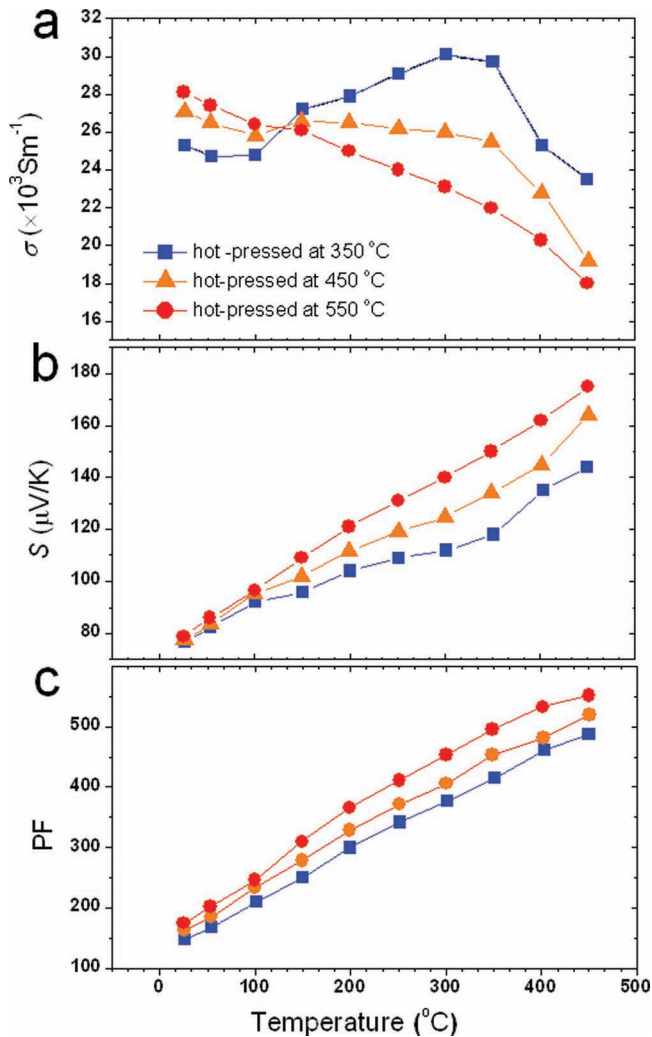 a
32
30
28
26
24
22
20
18
16
σ (×10³Sm⁻¹)
hot -pressed at 350 °C
hot-pressed at 450 °C
hot-pressed at 550 °C
b
180
160
140
120
100
80
S (μV/K)
c
500
400
300
200
100
PF
0 100 200 300 400 500
Temperature (°C)